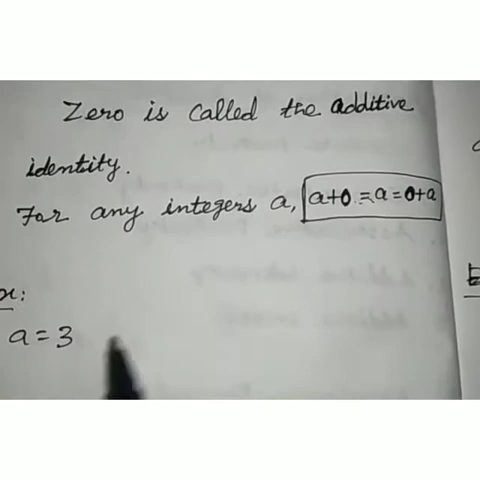 Zero is called the additive
identity.
For any integers a, a+0 = a = 0+a
x:
a = 3